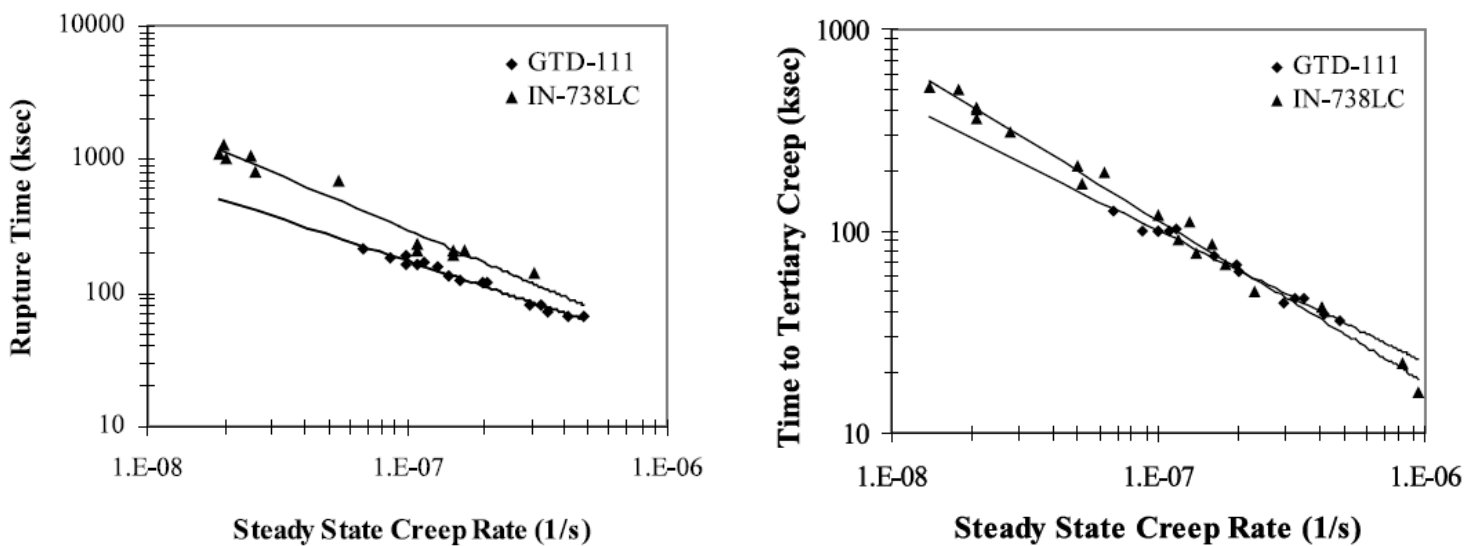 10000
1000
100
10
Rupture Time (ksec)
GTD-111
IN-738LC
1.E-08
1.E-07
1.E-06
Steady State Creep Rate (1/s)
1000
100
10
Time to Tertiary Creep (ksec)
GTD-111
IN-738LC
1.E-08
1.E-07
1.E-06
Steady State Creep Rate (1/s)